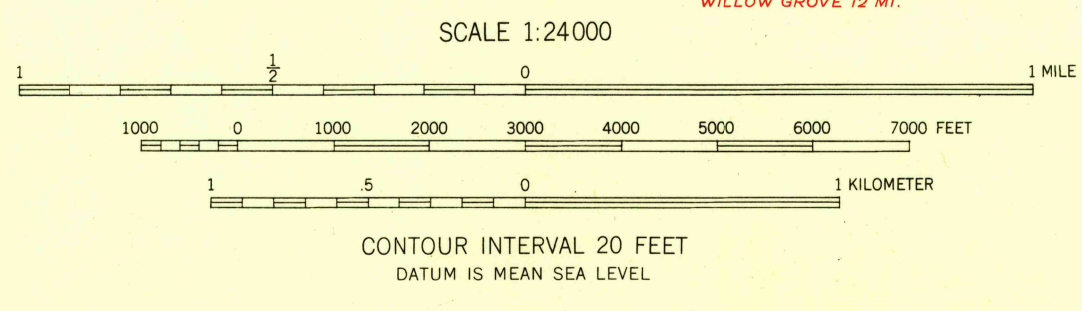 WILLOW GROVE 12 MI.
SCALE 1:24000
1 1/2 0 1 MILE
1000 0 1000 2000 3000 4000 5000 6000 7000 FEET
1 .5 0 1 KILOMETER
CONTOUR INTERVAL 20 FEET
DATUM IS MEAN SEA LEVEL